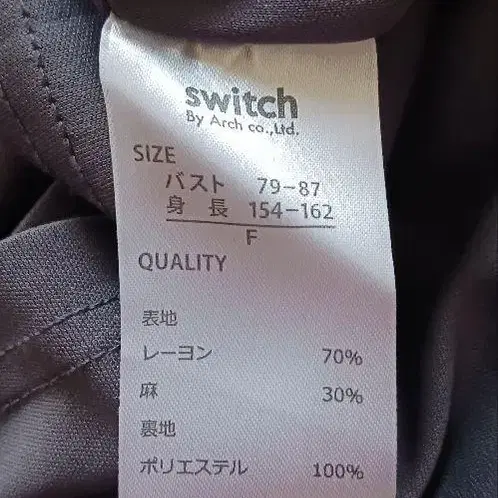 switch
By Arch co.,Ltd.
SIZE
バスト 79-87
身 長 154-162
F
QUALITY
表地
レーヨン 70%
麻 30%
裏地
ポリエステル 100%